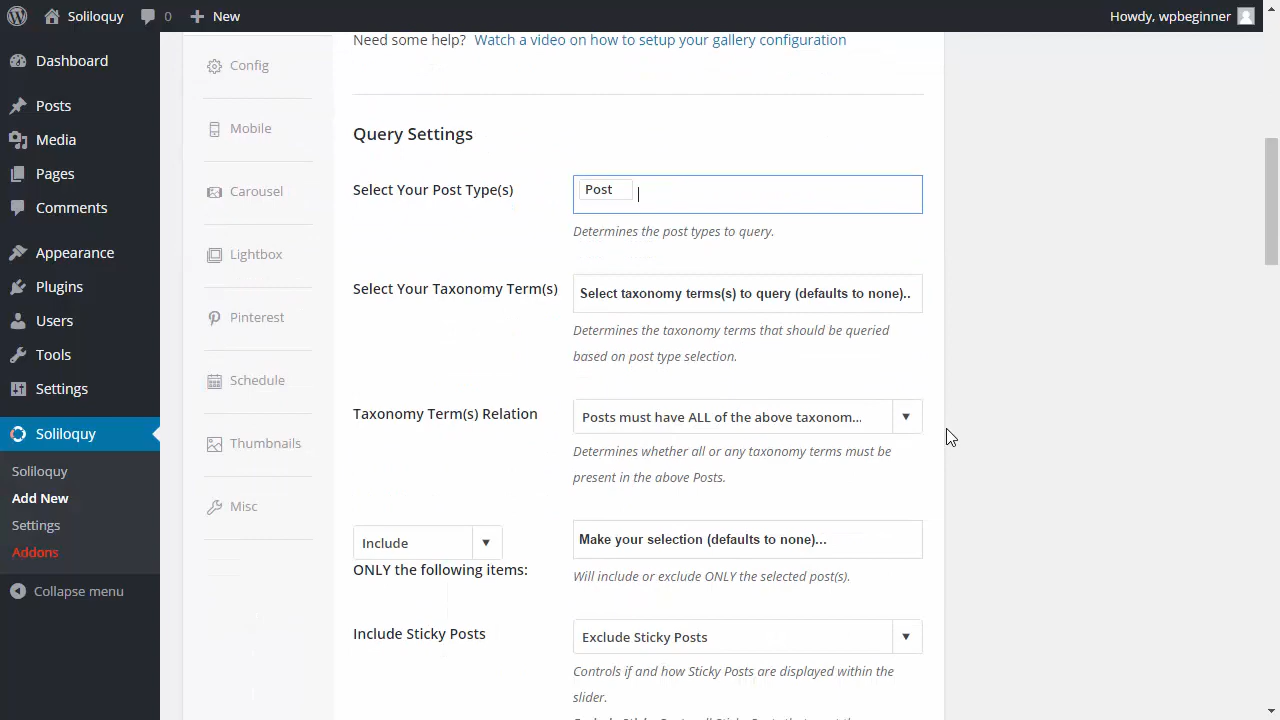 Soliloquy
0
New
Howdy, wpbeginner
Dashboard
Posts
Media
Pages
Comments
Appearance
Plugins
Users
Tools
Settings
Soliloquy
Soliloquy
Add New
Settings
Addons
Collapse menu
Config
Mobile
Carousel
Lightbox
Pinterest
Schedule
Thumbnails
Misc
Need some help? Watch a video on how to setup your gallery configuration
Query Settings
Select Your Post Type(s)
Post
Determines the post types to query.
Select Your Taxonomy Term(s)
Select taxonomy terms(s) to query (defaults to none)..
Determines the taxonomy terms that should be queried
based on post type selection.
Taxonomy Term(s) Relation
Posts must have ALL of the above taxonom...
Determines whether all or any taxonomy terms must be
present in the above Posts.
Include
ONLY the following items:
Make your selection (defaults to none)...
Will include or exclude ONLY the selected post(s).
Include Sticky Posts
Exclude Sticky Posts
Controls if and how Sticky Posts are displayed within the
slider.